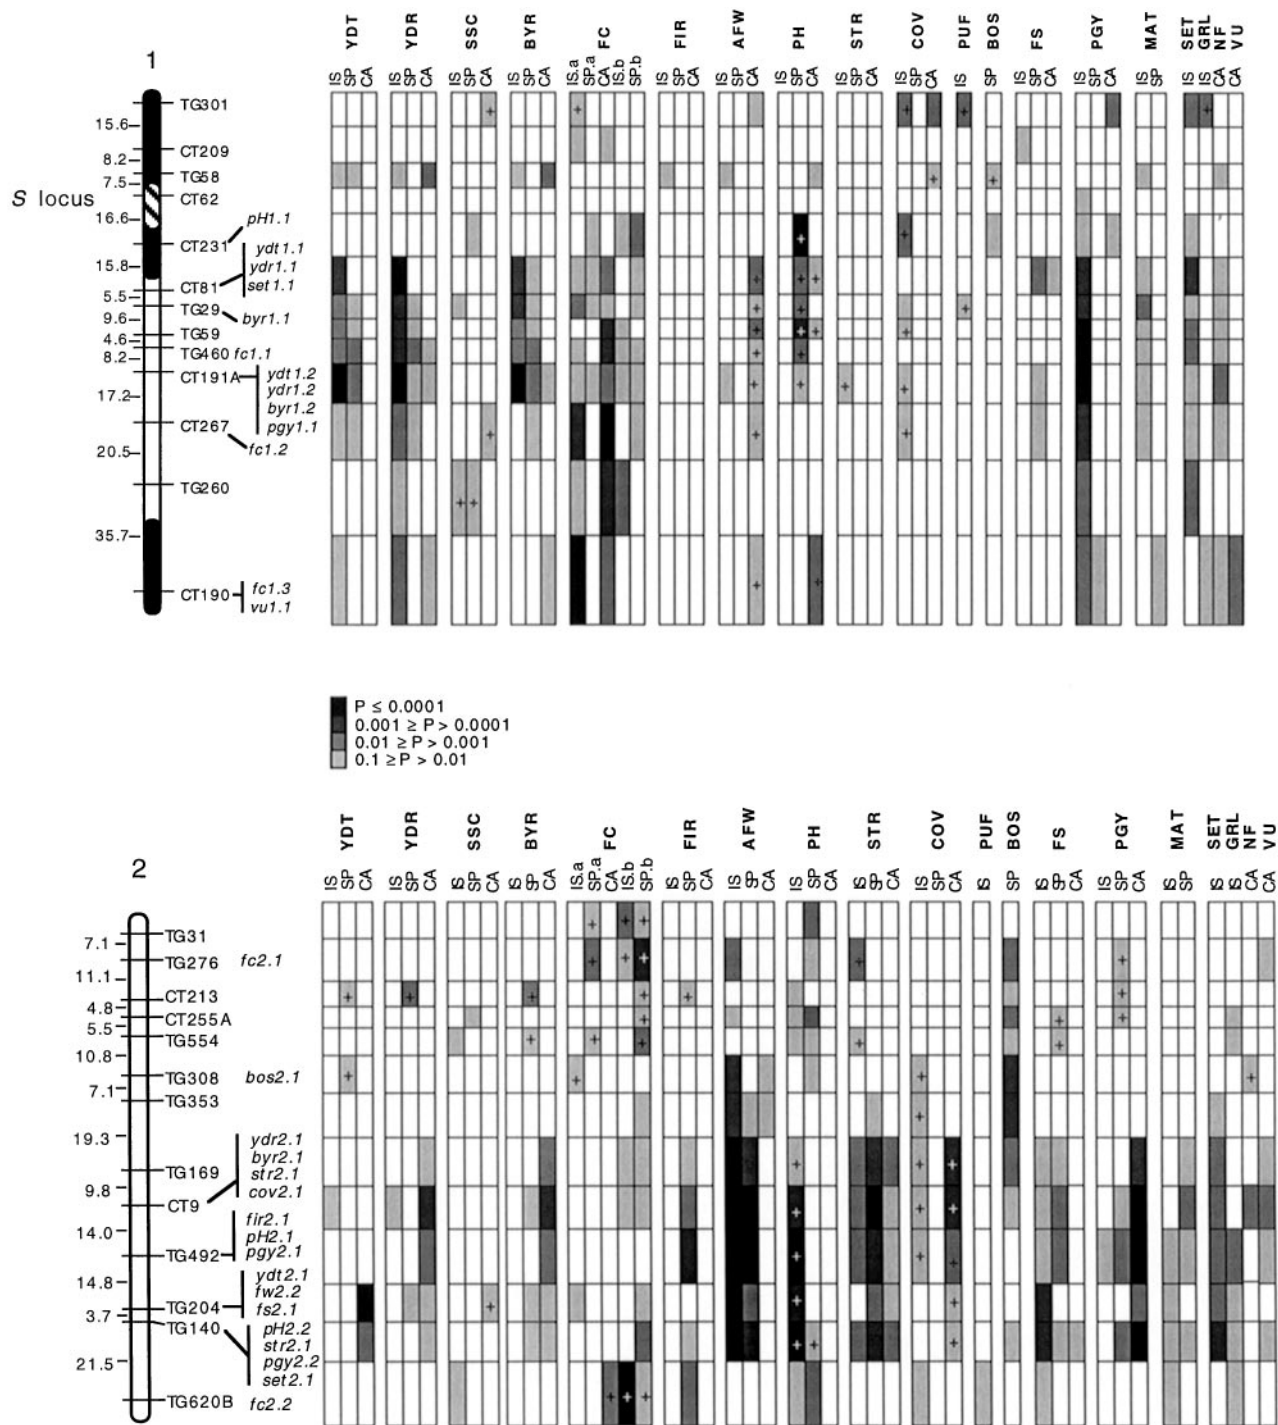 YDT YDR SSC BYR FC FIR AFW PH STR COV PUF BOS FS PGY MAT SET GRL NF VU
IS SP CA IS SP CA IS SP CA IS SP CA IS.a SP.a CA IS.b SP.b IS SP CA IS SP CA IS SP CA IS SP CA IS SP CA IS SP IS SP CA IS SP CA IS SP IS IS CA CA
1
TG301
15.6
CT209
8.2
TG58
7.5
S locus
CT62
16.6
pH1.1
CT231
ydt1.1
15.8
ydr1.1
CT81
set1.1
5.5
TG29
byr1.1
9.6
TG59
4.6
TG460 fc1.1
8.2
CT191A
ydt1.2
ydr1.2
17.2
byr1.2
pgy1.1
CT267
fc1.2
20.5
TG260
35.7
CT190
fc1.3
vu1.1
P ≤ 0.0001
0.001 ≥ P > 0.0001
0.01 ≥ P > 0.001
0.1 ≥ P > 0.01
YDT YDR SSC BYR FC FIR AFW PH STR COV PUF BOS FS PGY MAT SET GRL NF VU
IS SP CA IS SP CA IS SP CA IS SP CA IS.a SP.a CA IS.b SP.b IS SP CA IS SP CA IS SP CA IS SP CA IS SP CA IS SP IS SP CA IS SP CA IS SP IS IS CA CA
2
TG31
7.1
TG276 fc2.1
11.1
CT213
4.8
CT255A
5.5
TG554
10.8
TG308 bos2.1
7.1
TG353
19.3
ydr2.1
byr2.1
TG169
str2.1
9.8
cov2.1
CT9
fir2.1
14.0
pH2.1
TG492
pgy2.1
ydt2.1
14.8
fw2.2
TG204
fs2.1
3.7
TG140
pH2.2
str2.1
21.5
pgy2.2
set2.1
TG620B fc2.2